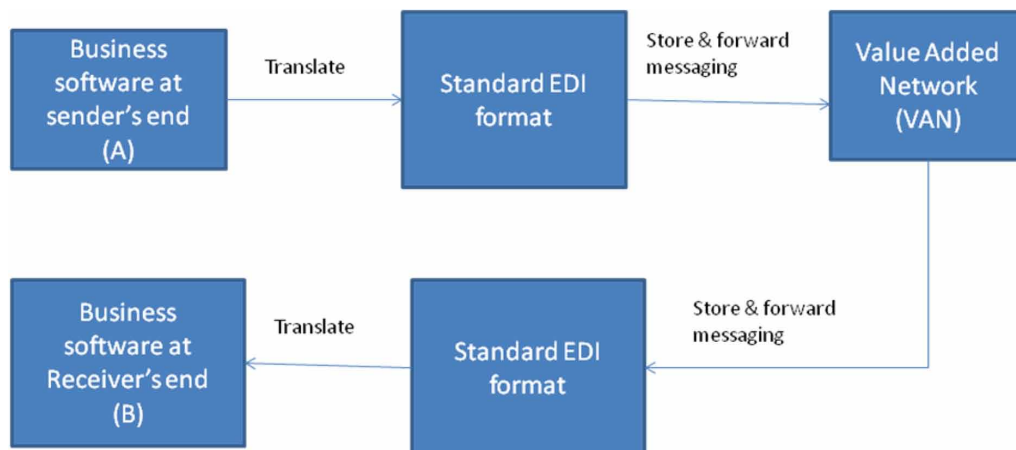 Business
software at
sender's end
(A)
Translate
Standard EDI
format
Store & forward
messaging
Value Added
Network
(VAN)
Business
software at
Receiver's end
(B)
Translate
Standard EDI
format
Store & forward
messaging